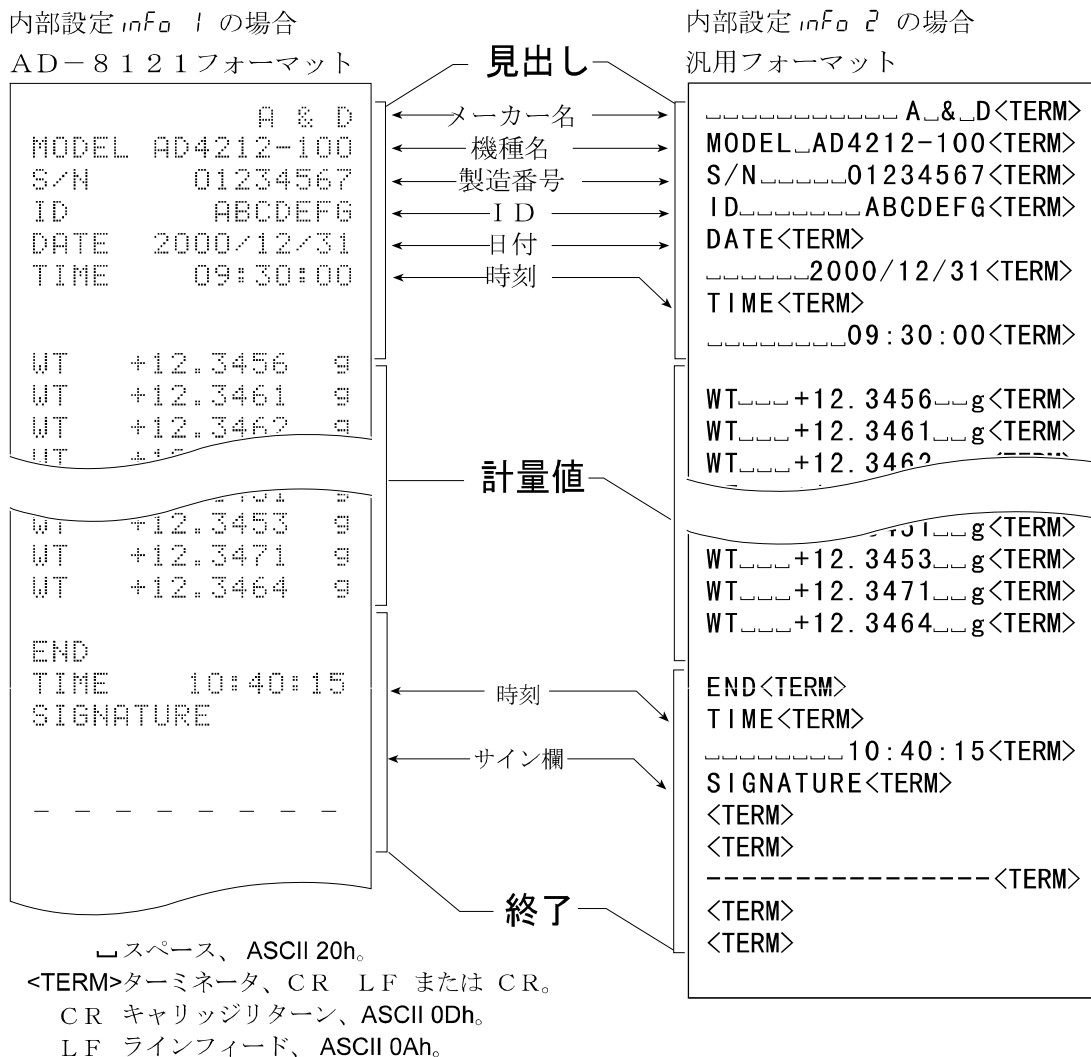 内部設定 inFo 1 の場合
AD−8121フォーマット
A & D
MODEL AD4212-100
S/N 01234567
ID ABCDEFG
DATE 2000/12/31
TIME 09:30:00
WT +12.3456 g
WT +12.3461 g
WT +12.3462 g
WT
WT +12.3453 g
WT +12.3471 g
WT +12.3464 g
END
TIME 10:40:15
SIGNATURE
_ _ _ _ _ _ _ _
見出し
メーカー名
機種名
製造番号
ID
日付
時刻
計量値
時刻
サイン欄
終了
内部設定 inFo 2 の場合
汎用フォーマット
␣␣␣␣␣␣␣␣␣␣␣A␣&␣D<TERM>
MODEL␣AD4212-100<TERM>
S/N␣␣␣␣␣01234567<TERM>
ID␣␣␣␣␣␣␣ABCDEFG<TERM>
DATE<TERM>
␣␣␣␣␣␣2000/12/31<TERM>
TIME<TERM>
␣␣␣␣␣␣␣␣09:30:00<TERM>
WT␣␣␣+12.3456␣␣g<TERM>
WT␣␣␣+12.3461␣␣g<TERM>
WT␣␣␣+12.3462
␣␣g<TERM>
WT␣␣␣+12.3453␣␣g<TERM>
WT␣␣␣+12.3471␣␣g<TERM>
WT␣␣␣+12.3464␣␣g<TERM>
END<TERM>
TIME<TERM>
␣␣␣␣␣␣␣␣10:40:15<TERM>
SIGNATURE<TERM>
<TERM>
<TERM>
----------------<TERM>
<TERM>
<TERM>
␣スペース、ASCII 20h。
<TERM>ターミネータ、CR LF または CR。
CR キャリッジリターン、ASCII 0Dh。
LF ラインフィード、ASCII 0Ah。